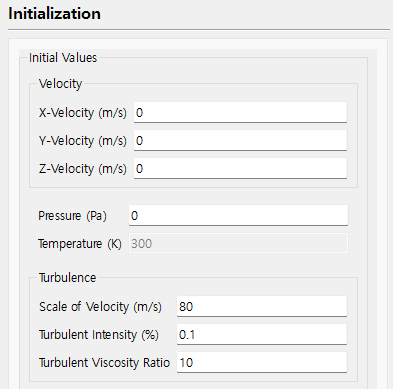 Initialization
Initial Values
Velocity
X-Velocity (m/s) 0
Y-Velocity (m/s) 0
Z-Velocity (m/s) 0
Pressure (Pa) 0
Temperature (K) 300
Turbulence
Scale of Velocity (m/s) 80
Turbulent Intensity (%) 0.1
Turbulent Viscosity Ratio 10